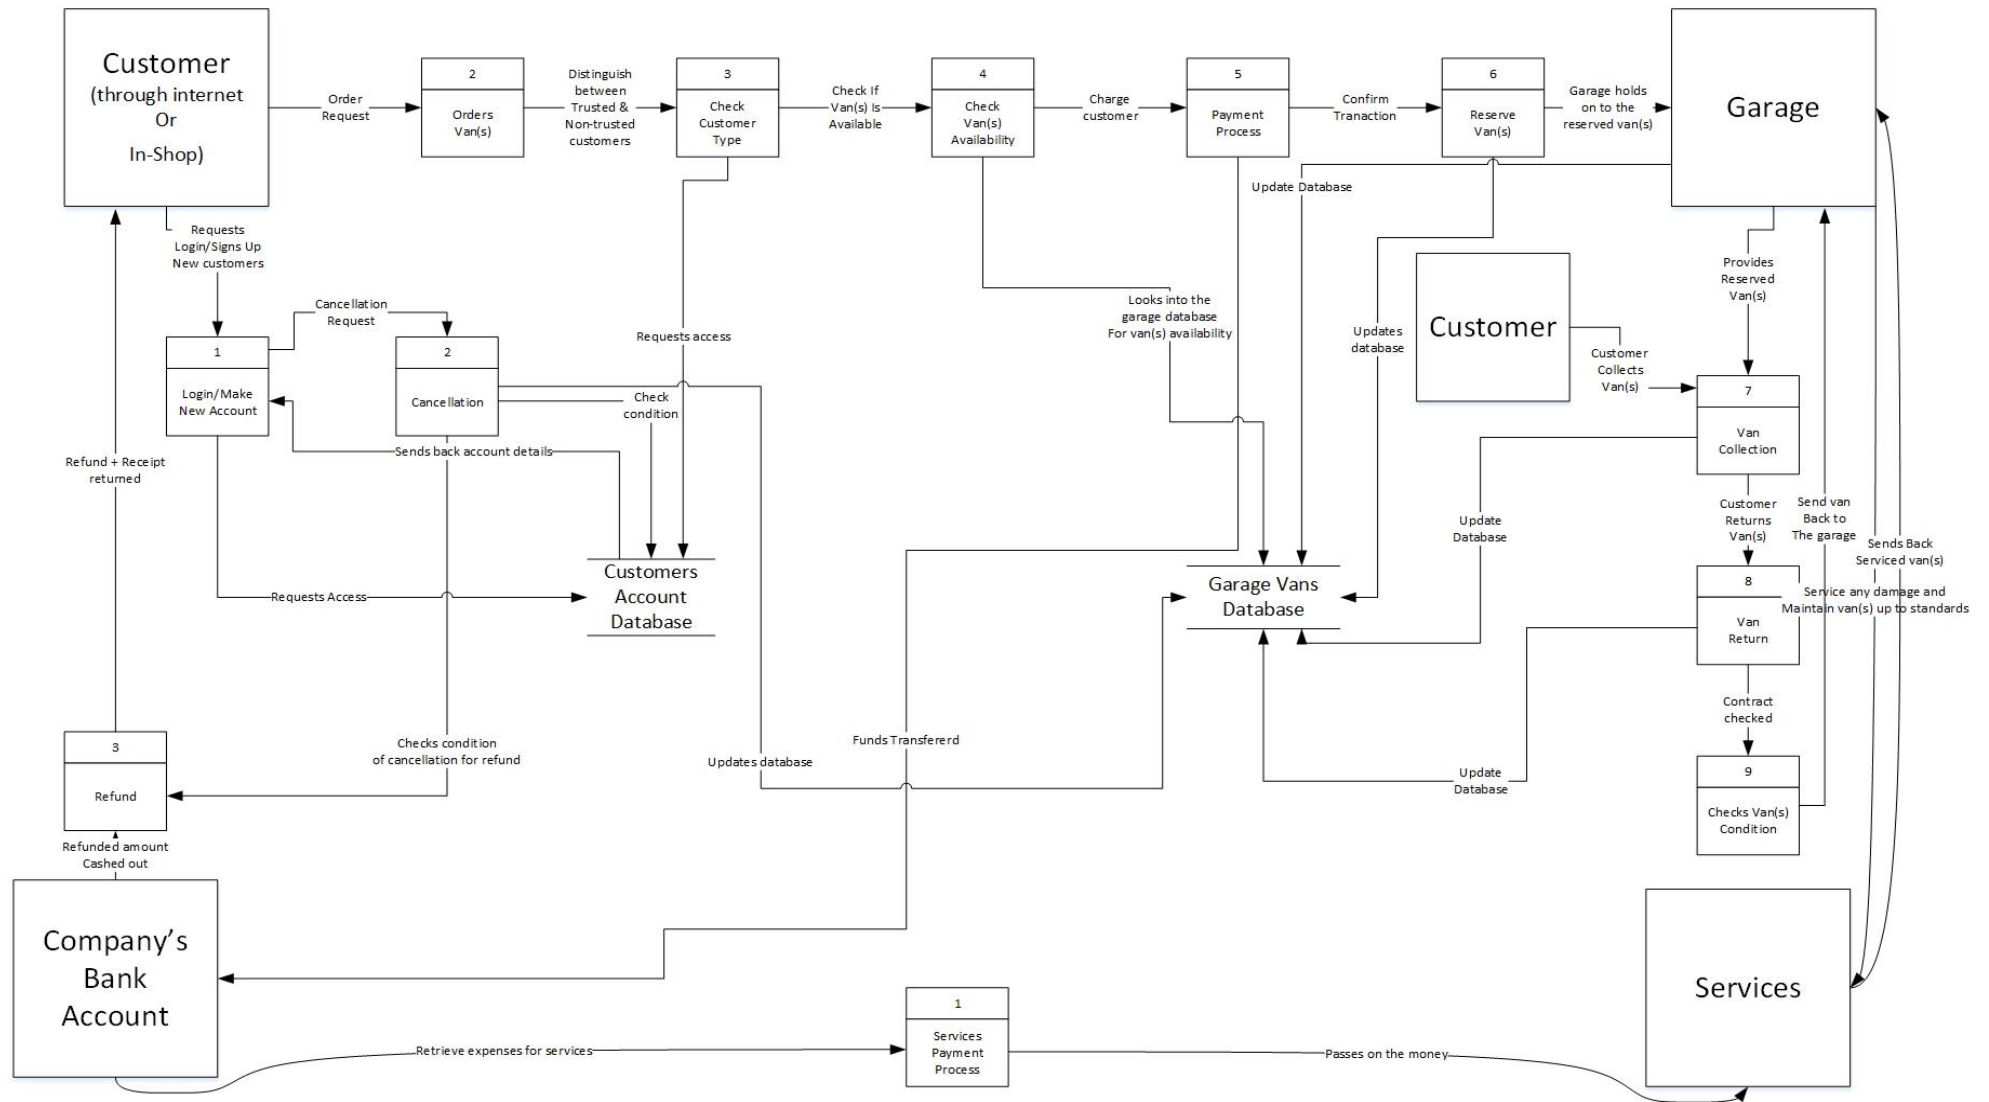 Customer
(through internet
Or
In-Shop)
Order
Request
2
Orders
Van(s)
Distinguish
between
Trusted &
Non-trusted
customers
3
Check
Customer
Type
Check If
Van(s) Is
Available
4
Check
Van(s)
Availability
Charge
customer
5
Payment
Process
Confirm
Tranaction
6
Reserve
Van(s)
Garage holds
on to the
reserved van(s)
Garage
Update Database
Requests
Login/Signs Up
New customers
Cancellation
Request
1
Login/Make
New Account
2
Cancellation
Requests access
Check
condition
Sends back account details
Looks into the
garage database
For van(s) availability
Updates
database
Customer
Customer
Collects
Van(s)
Provides
Reserved
Van(s)
7
Van
Collection
Refund + Receipt
returned
Requests Access
Customers
Account
Database
Garage Vans
Database
Update
Database
Customer
Returns
Van(s)
Send van
Back to
The garage
Sends Back
Serviced van(s)
Service any damage and
Maintain van(s) up to standards
8
Van
Return
Contract
checked
9
Checks Van(s)
Condition
3
Refund
Checks condition
of cancellation for refund
Updates database
Funds Transfererd
Update
Database
Refunded amount
Cashed out
Company’s
Bank
Account
Retrieve expenses for services
1
Services
Payment
Process
Passes on the money
Services